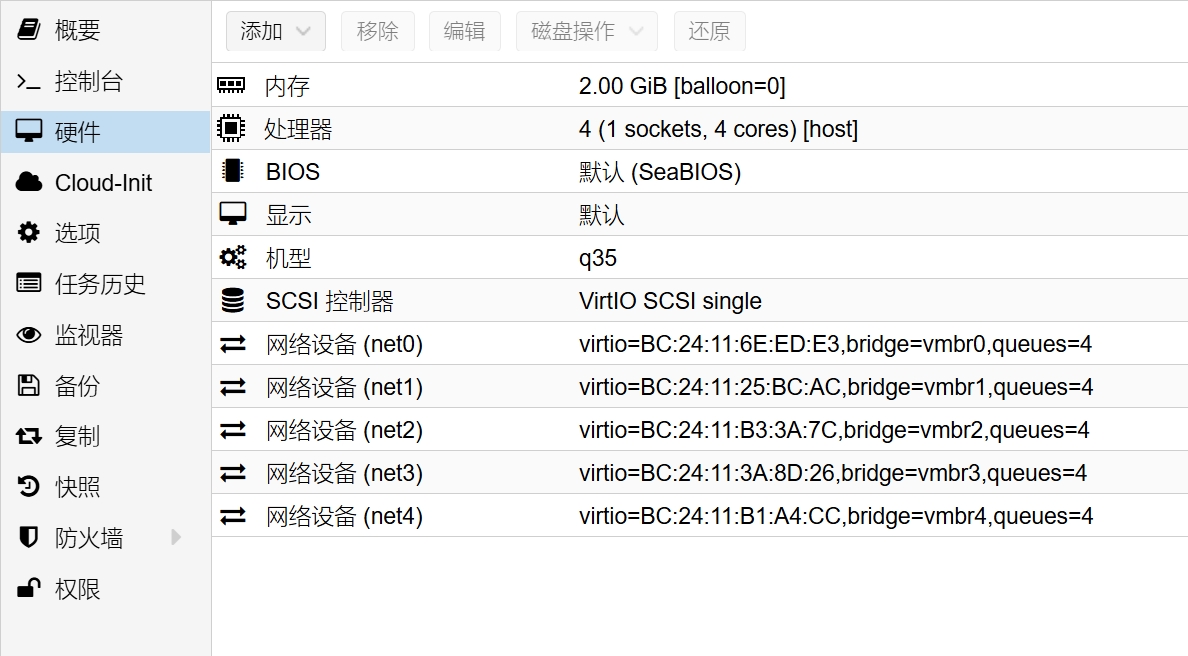 概要
控制台
硬件
Cloud-Init
选项
任务历史
监视器
备份
复制
快照
防火墙
权限
添加 移除 编辑 磁盘操作 还原
内存 2.00 GiB [balloon=0]
处理器 4 (1 sockets, 4 cores) [host]
BIOS 默认 (SeaBIOS)
显示 默认
机型 q35
SCSI 控制器 VirtIO SCSI single
网络设备 (net0) virtio=BC:24:11:6E:ED:E3,bridge=vmbr0,queues=4
网络设备 (net1) virtio=BC:24:11:25:BC:AC,bridge=vmbr1,queues=4
网络设备 (net2) virtio=BC:24:11:B3:3A:7C,bridge=vmbr2,queues=4
网络设备 (net3) virtio=BC:24:11:3A:8D:26,bridge=vmbr3,queues=4
网络设备 (net4) virtio=BC:24:11:B1:A4:CC,bridge=vmbr4,queues=4